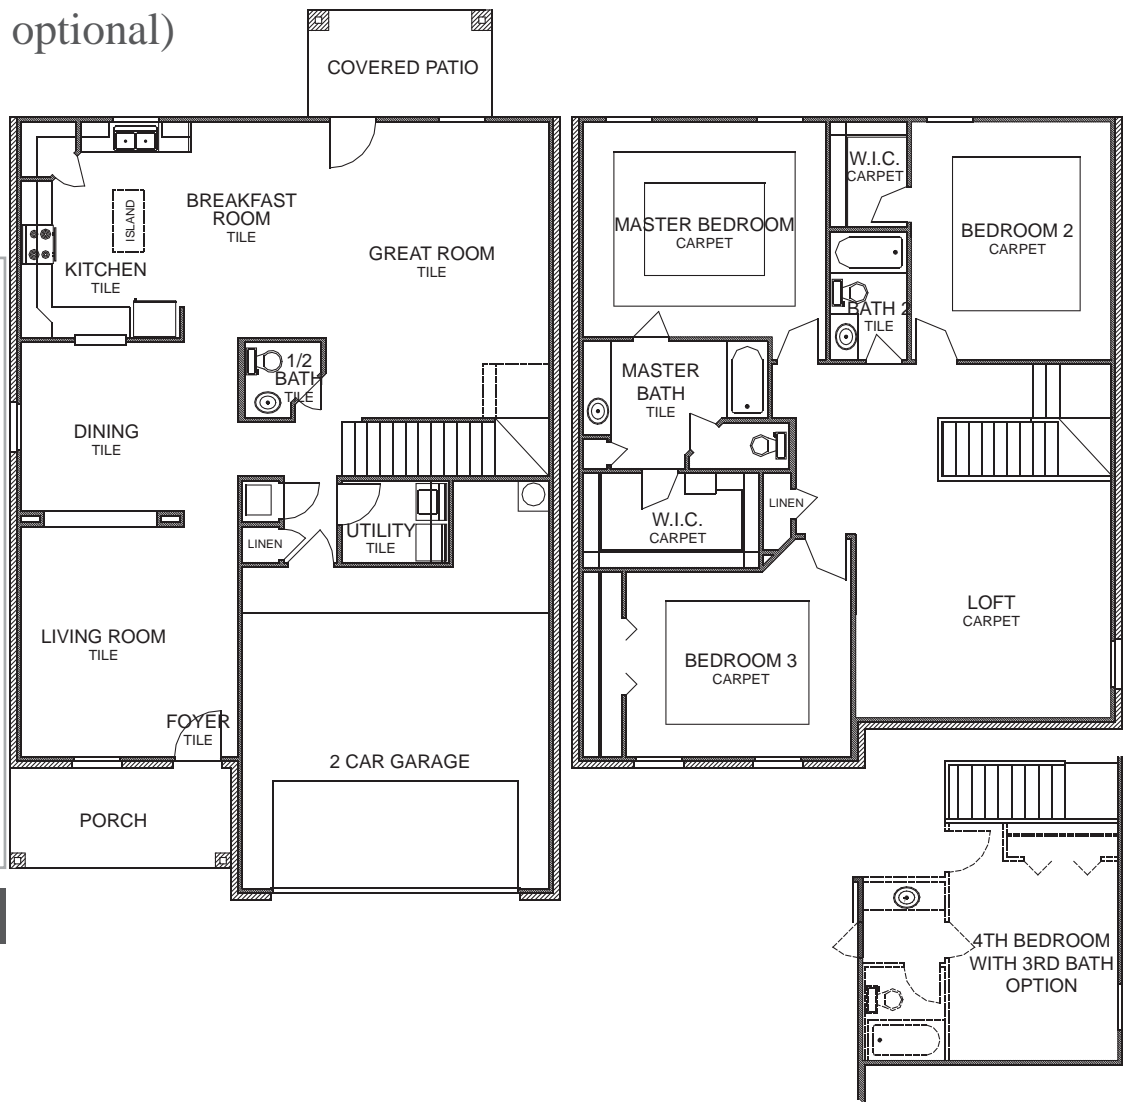 optional)
COVERED PATIO
BREAKFAST
ROOM
TILE
ISLAND
GREAT ROOM
TILE
KITCHEN
TILE
1/2
BATH
TILE
DINING
TILE
UTILITY
TILE
LINEN
LIVING ROOM
TILE
FOYER
TILE
2 CAR GARAGE
PORCH
MASTER BEDROOM
CARPET
W.I.C.
CARPET
BEDROOM 2
CARPET
BATH 2
TILE
MASTER
BATH
TILE
LINEN
W.I.C.
CARPET
LOFT
CARPET
BEDROOM 3
CARPET
4TH BEDROOM
WITH 3RD BATH
OPTION